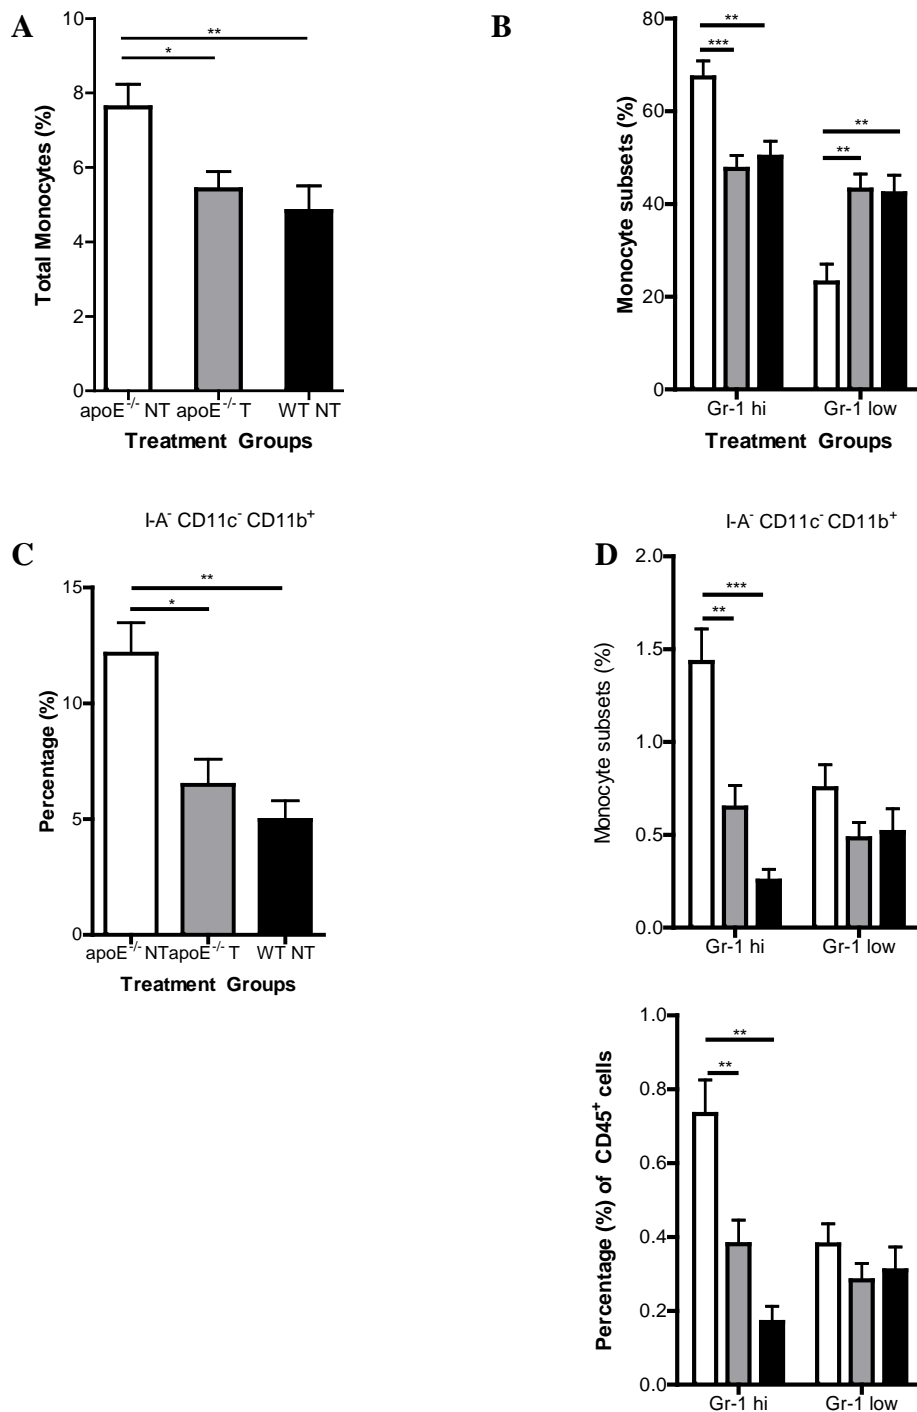 A
10
8
6
4
2
0
Total Monocytes (%)
**
*
apoE-/- NT apoE-/- T WT NT
Treatment Groups
B
80
60
40
20
0
Monocyte subsets (%)
**
***
**
**
Gr-1 hi Gr-1 low
Treatment Groups
I-A- CD11c- CD11b+
C
15
10
5
0
Percentage (%)
**
*
apoE-/- NTapoE-/- T WT NT
Treatment Groups
I-A- CD11c- CD11b+
D
2.0
1.5
1.0
0.5
0.0
Monocyte subsets (%)
***
**
Gr-1 hi Gr-1 low
1.0
0.8
0.6
0.4
0.2
0.0
Percentage (%) of CD45+ cells
**
**
Gr-1 hi Gr-1 low